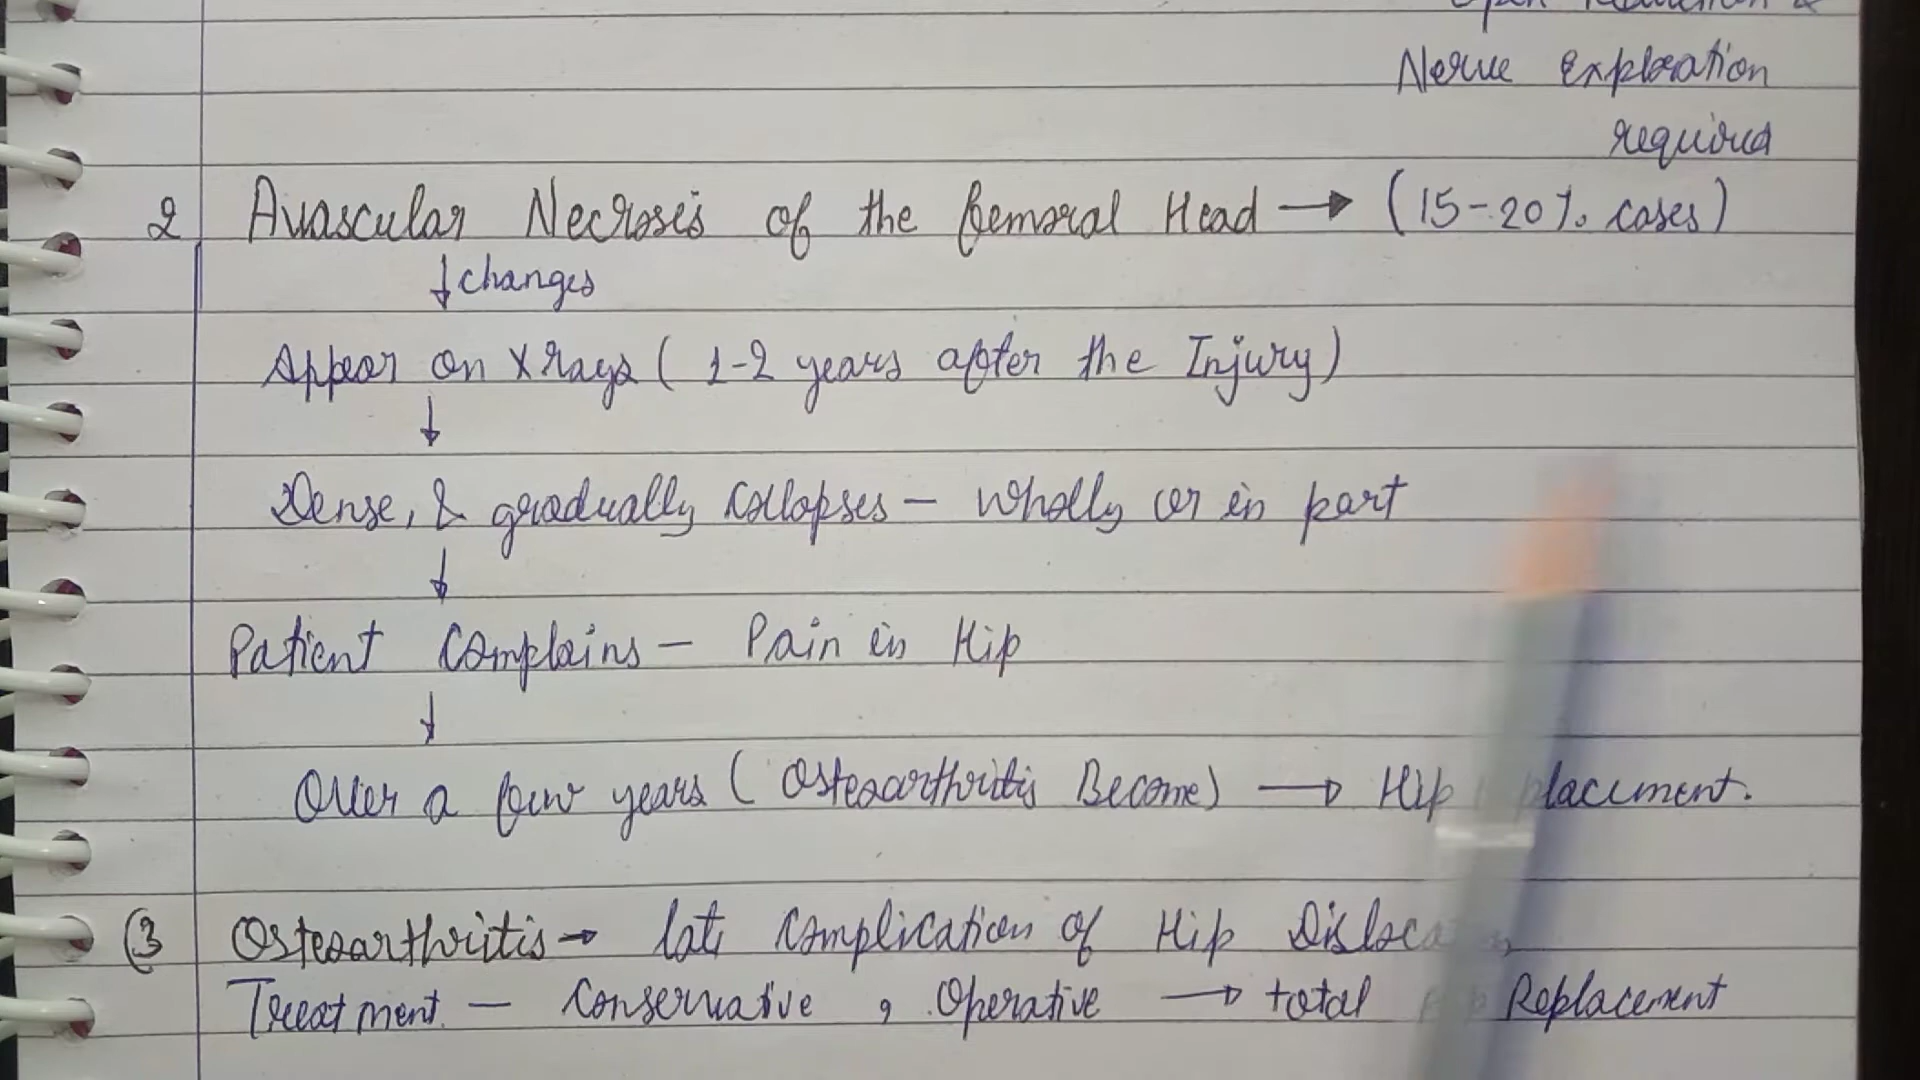 Nerve Exploration
required
2 Avascular Necrosis of the femoral Head → (15-20% cases)
↓ changes
Appear on X rays ( 1-2 years after the Injury)
↓
Dense, & gradually collapses - wholly or in part
↓
Patient Complains - Pain in Hip
↓
Over a few years ( Osteoarthritis Become) → Hip
(3 Osteoarthritis → late Complication of Hip
Treatment - Conservative , Operative → total Replacement